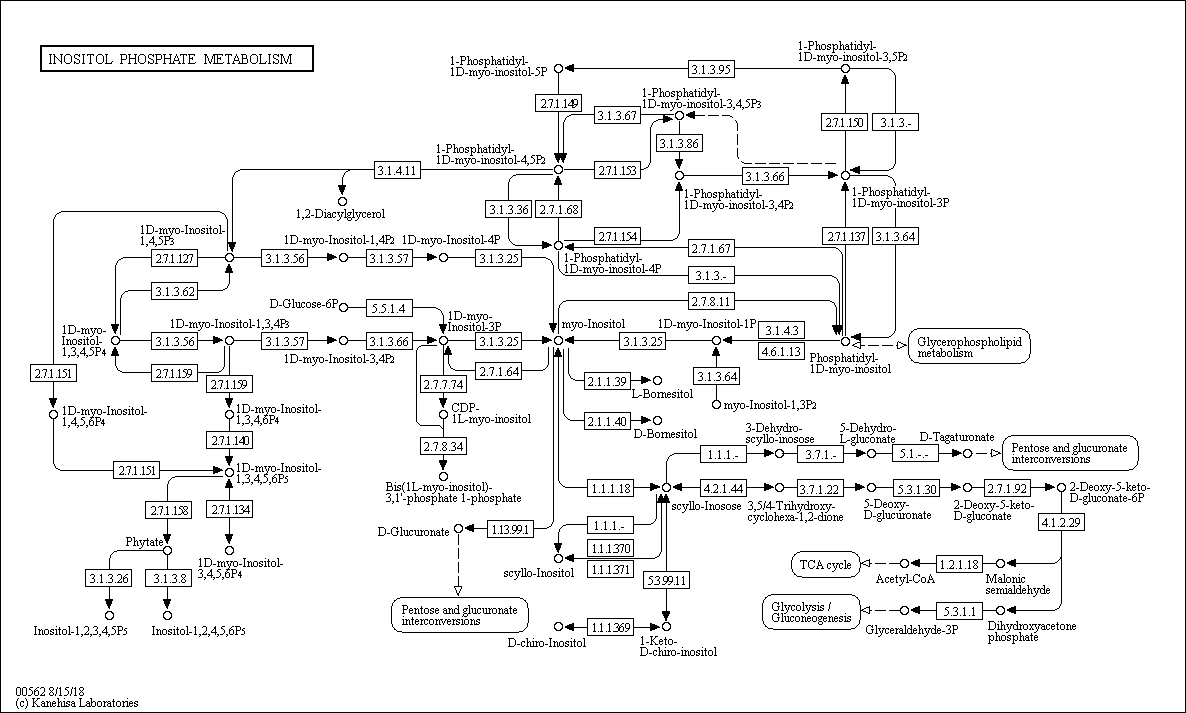 INOSITOL PHOSPHATE METABOLISM
1-Phosphatidyl-
1D-myo-inositol-5P
3.1.3.95
1-Phosphatidyl-
1D-myo-inositol-3,5P2
2.7.1.149
3.1.3.67
1-Phosphatidyl-
1D-myo-inositol-3,4,5P3
2.7.1.150
3.1.3.-
3.1.3.86
1-Phosphatidyl-
1D-myo-inositol-4,5P2
3.1.4.11
2.7.1.153
3.1.3.66
1,2-Diacylglycerol
3.1.3.36
2.7.1.68
1-Phosphatidyl-
1D-myo-inositol-3,4P2
1-Phosphatidyl-
1D-myo-inositol-3P
2.7.1.154
2.7.1.137
3.1.3.64
1D-myo-Inositol-
1,4,5P3
1D-myo-Inositol-1,4P2
1D-myo-Inositol-4P
2.7.1.67
2.7.1.127
3.1.3.56
3.1.3.57
3.1.3.25
1-Phosphatidyl-
1D-myo-inositol-4P
3.1.3.-
3.1.3.62
D-Glucose-6P
5.5.1.4
2.7.8.11
1D-myo-
Inositol-
1,3,4,5P4
1D-myo-Inositol-1,3,4P3
1D-myo-
Inositol-3P
myo-Inositol
1D-myo-Inositol-1P
3.1.4.3
3.1.3.56
3.1.3.57
3.1.3.66
3.1.3.25
3.1.3.25
4.6.1.13
1D-myo-Inositol-3,4P2
Phosphatidyl-
1D-myo-inositol
Glycerophospholipid
metabolism
2.7.1.151
2.7.1.159
2.7.1.159
2.7.7.74
2.7.1.64
2.1.1.39
L-Bornesitol
3.1.3.64
myo-Inositol-1,3P2
1D-myo-Inositol-
1,4,5,6P4
1D-myo-Inositol-
1,3,4,6P4
CDP-
1L-myo-inositol
2.1.1.40
D-Bornesitol
2.7.1.140
2.7.8.34
3-Dehydro-
scyllo-inosose
5-Dehydro-
L-gluconate
D-Tagaturonate
1.1.1.-
3.7.1.-
5.1.-.-
Pentose and glucuronate
interconversions
2.7.1.151
1D-myo-Inositol-
1,3,4,5,6P5
Bis(1L-myo-inositol)-
3,1'-phosphate 1-phosphate
1.1.1.18
4.2.1.44
3.7.1.22
5.3.1.30
2.7.1.92
2-Deoxy-5-keto-
D-gluconate-6P
scyllo-Inosose
3,5/4-Trihydroxy-
cyclohexa-1,2-dione
5-Deoxy-
D-glucuronate
2-Deoxy-5-keto-
D-gluconate
2.7.1.158
2.7.1.134
D-Glucuronate
1.13.99.1
1.1.1.-
4.1.2.29
Phytate
1.1.1.370
1.1.1.371
scyllo-Inositol
1D-myo-Inositol-
3,4,5,6P4
3.1.3.26
3.1.3.8
5.3.99.11
TCA cycle
Acetyl-CoA
1.2.1.18
Malonic
semialdehyde
Inositol-1,2,3,4,5P5
Inositol-1,2,4,5,6P5
Pentose and glucuronate
interconversions
D-chiro-Inositol
1.1.1.369
1-Keto-
D-chiro-inositol
Glycolysis /
Gluconeogenesis
Glyceraldehyde-3P
5.3.1.1
Dihydroxyacetone
phosphate
00562 8/15/18
(c) Kanehisa Laboratories